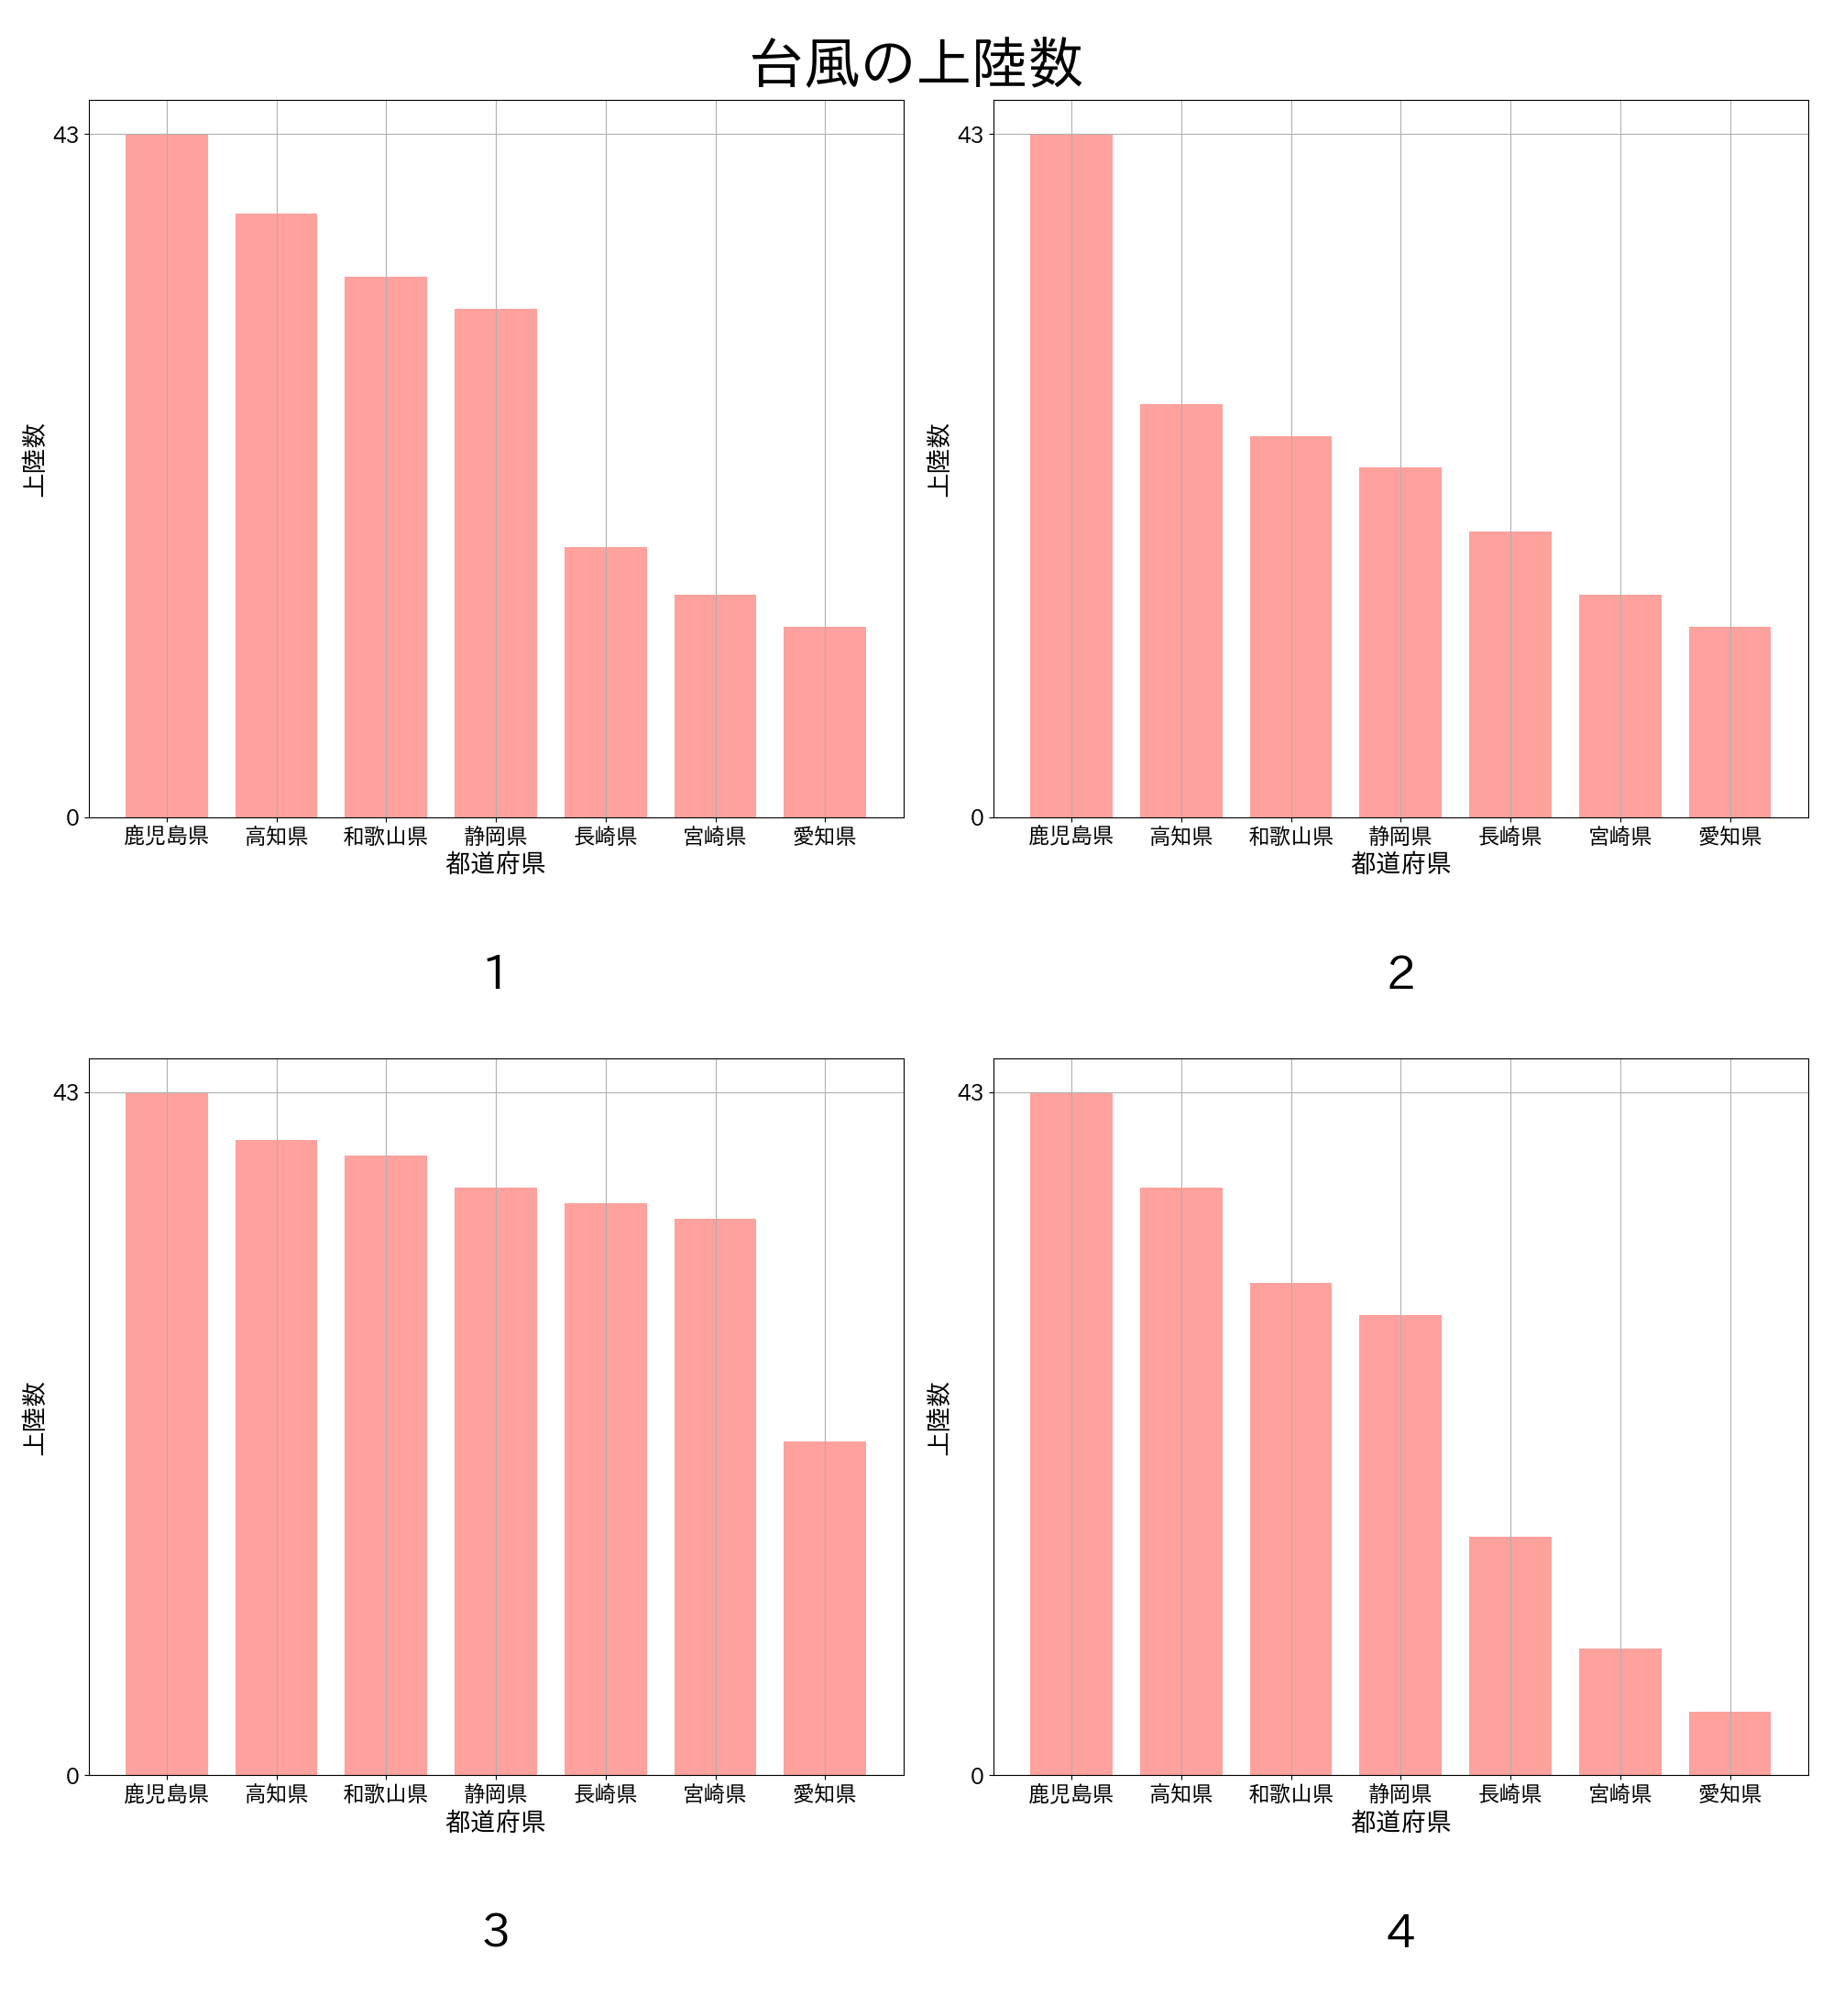 台風の上陸数
43
0
上陸数
鹿児島県 高知県 和歌山県 静岡県 長崎県 宮崎県 愛知県
都道府県
1
43
0
上陸数
鹿児島県 高知県 和歌山県 静岡県 長崎県 宮崎県 愛知県
都道府県
2
43
0
上陸数
鹿児島県 高知県 和歌山県 静岡県 長崎県 宮崎県 愛知県
都道府県
3
43
0
上陸数
鹿児島県 高知県 和歌山県 静岡県 長崎県 宮崎県 愛知県
都道府県
4